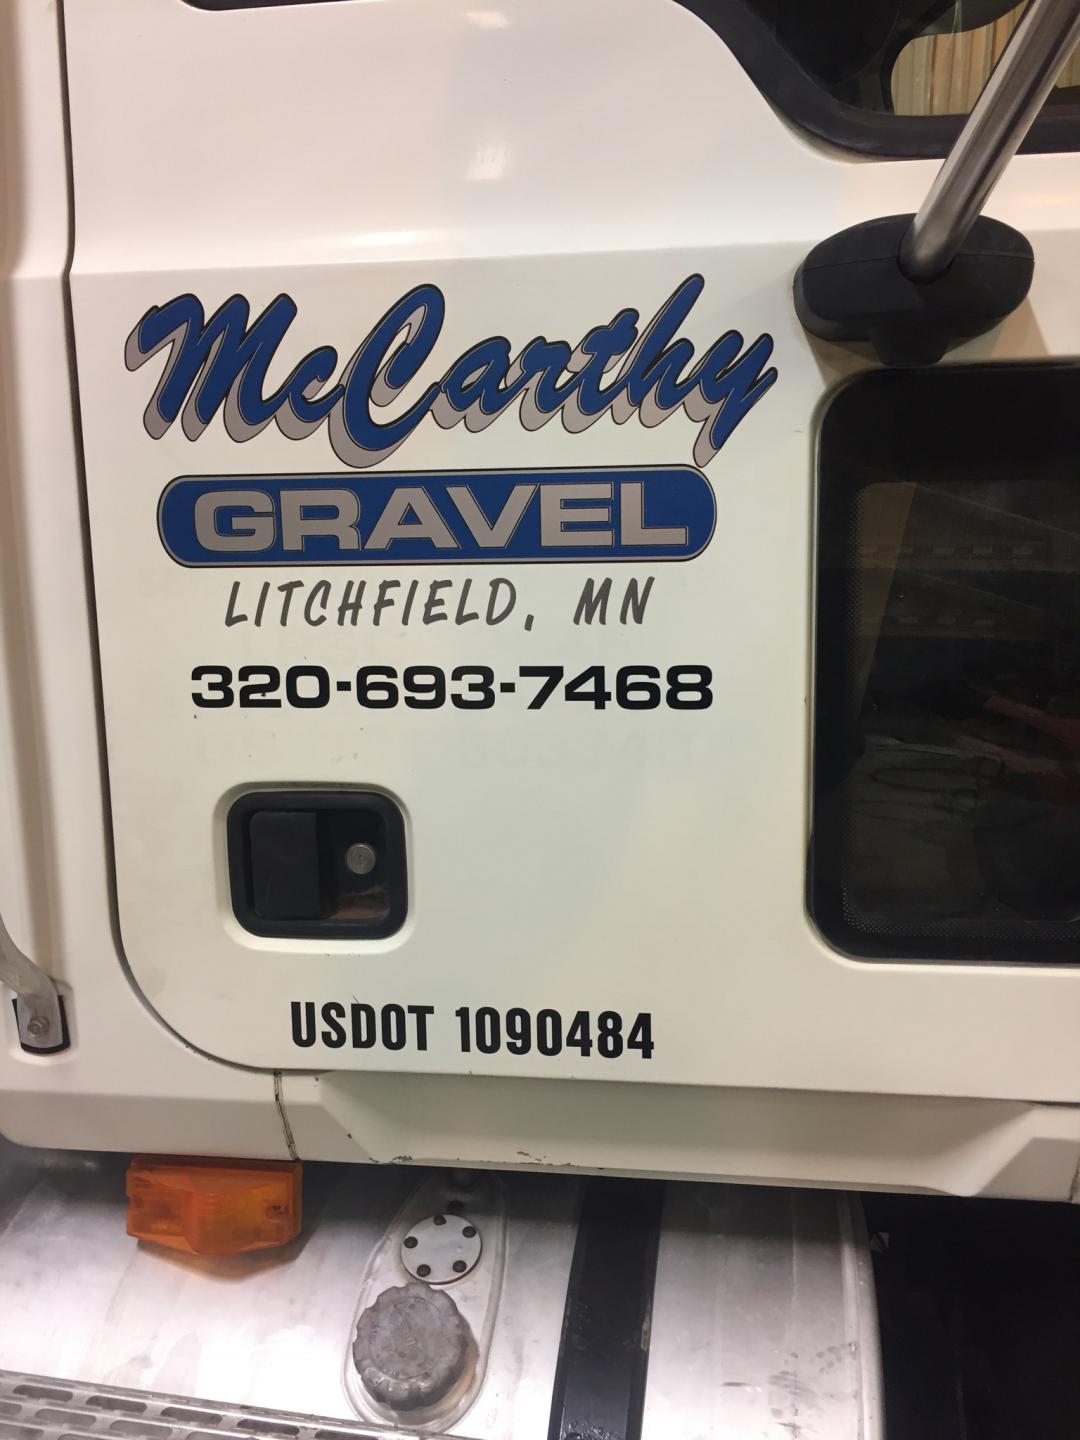 McCarthy
GRAVEL
LITCHFIELD, MN
320-693-7468
USDOT 1090484